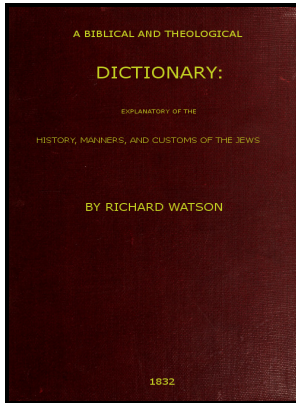 A BIBLICAL AND THEOLOGICAL
DICTIONARY:
EXPLANATORY OF THE
HISTORY, MANNERS, AND CUSTOMS OF THE JEWS
BY RICHARD WATSON
1832